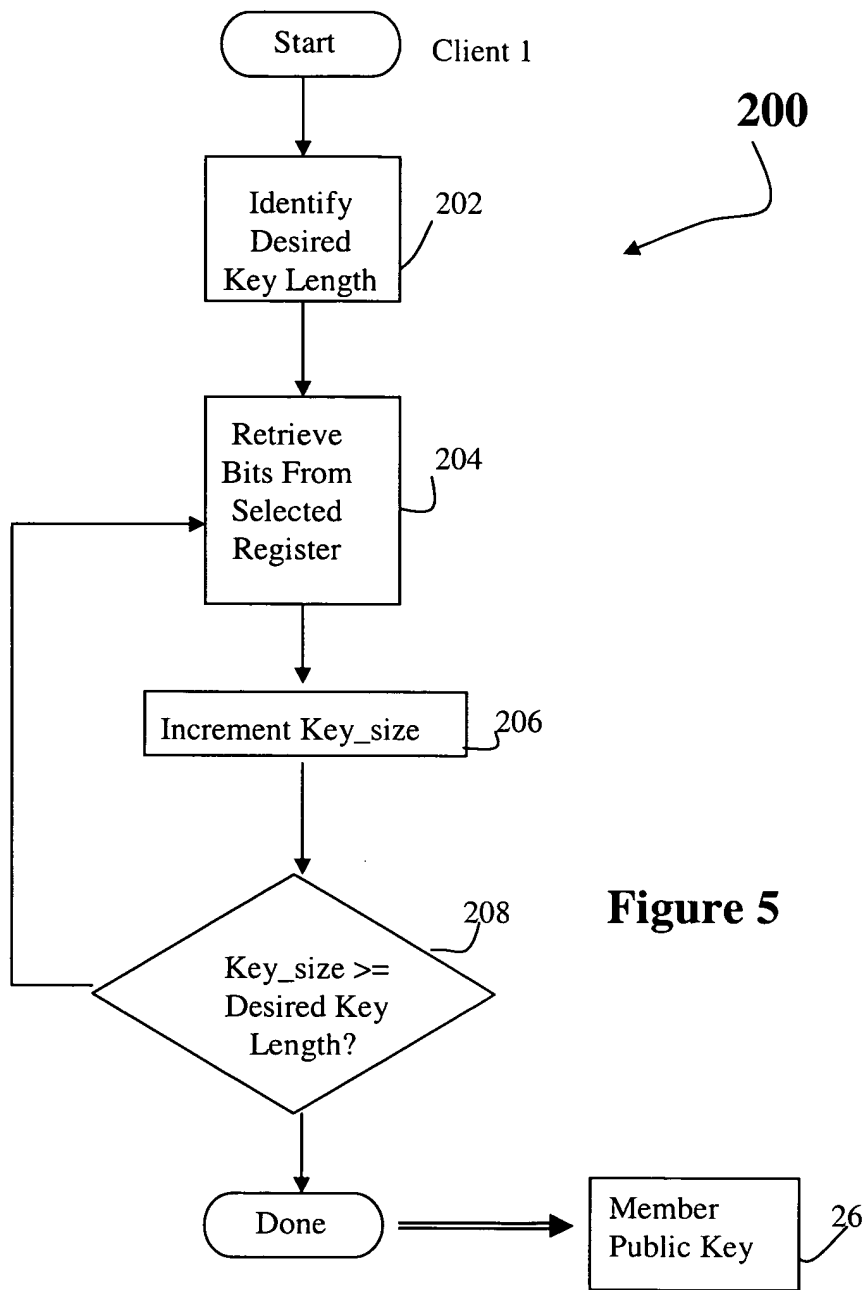 Start
Client 1
200
Identify
Desired
Key Length
202
Retrieve
Bits From
Selected
Register
204
Increment Key_size
206
208
Figure 5
Key_size >=
Desired Key
Length?
Done
Member
Public Key
26